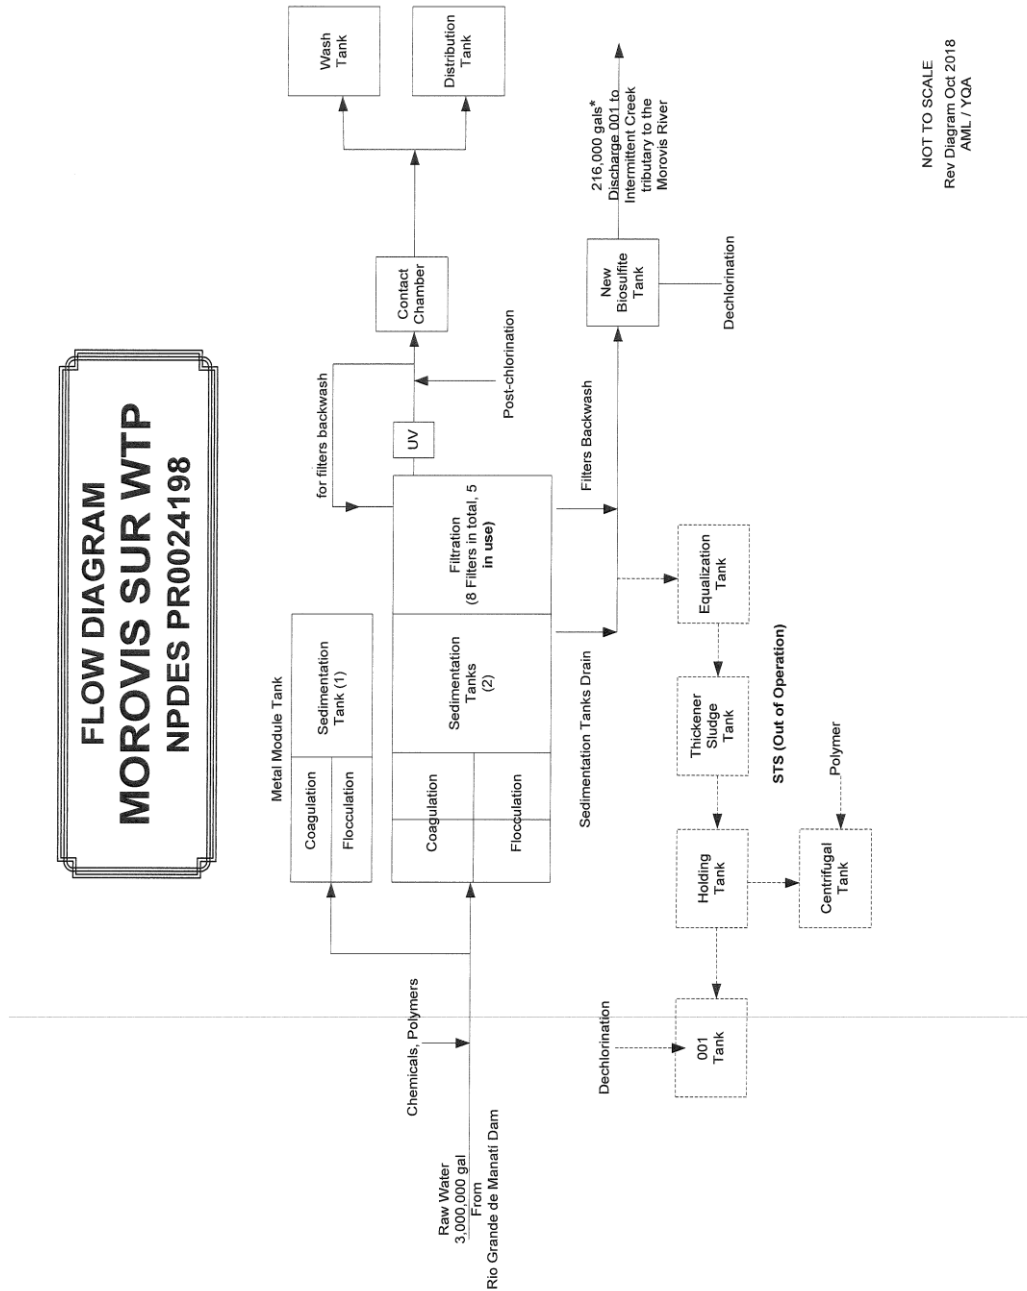 FLOW DIAGRAM
MOROVIS SUR WTP
NPDES PR0024198
Raw Water
3,000,000 gal
From
Rio Grande de Manatí Dam
Chemicals, Polymers
Metal Module Tank
Coagulation
Flocculation
Sedimentation
Tank (1)
Coagulation
Flocculation
Sedimentation
Tanks
(2)
Filtration
(8 Filters in total, 5
in use)
for filters backwash
UV
Post-chlorination
Contact
Chamber
Wash
Tank
Distribution
Tank
Sedimentation Tanks Drain
Filters Backwash
New
Biosulfite
Tank
Dechlorination
216,000 gals*
Discharge 001 to
Intermittent Creek
tributary to the
Morovis River
Equalization
Tank
Thickener
Sludge
Tank
STS (Out of Operation)
Holding
Tank
Polymer
Centrifugal
Tank
Dechlorination
001
Tank
NOT TO SCALE
Rev Diagram Oct 2018
AML / YQA